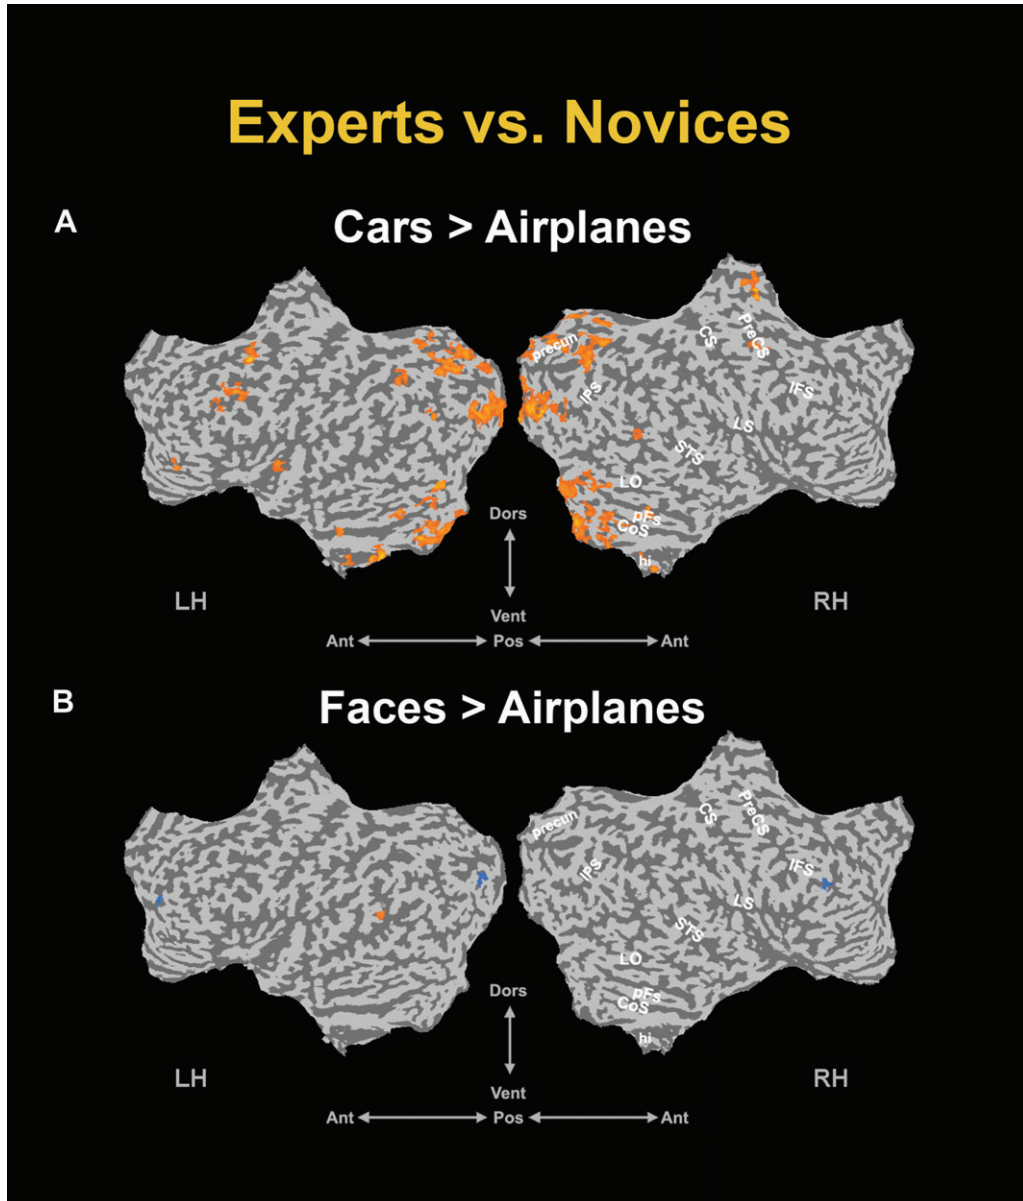 Experts vs. Novices
A
Cars > Airplanes
precun
IPS
CS
PreCS
IFS
LS
STS
LO
pFs
CoS
hi
Dors
Vent
LH
RH
Ant
Pos
Ant
B
Faces > Airplanes
precun
IPS
CS
PreCS
IFS
LS
STS
LO
pFs
CoS
hi
Dors
Vent
LH
RH
Ant
Pos
Ant